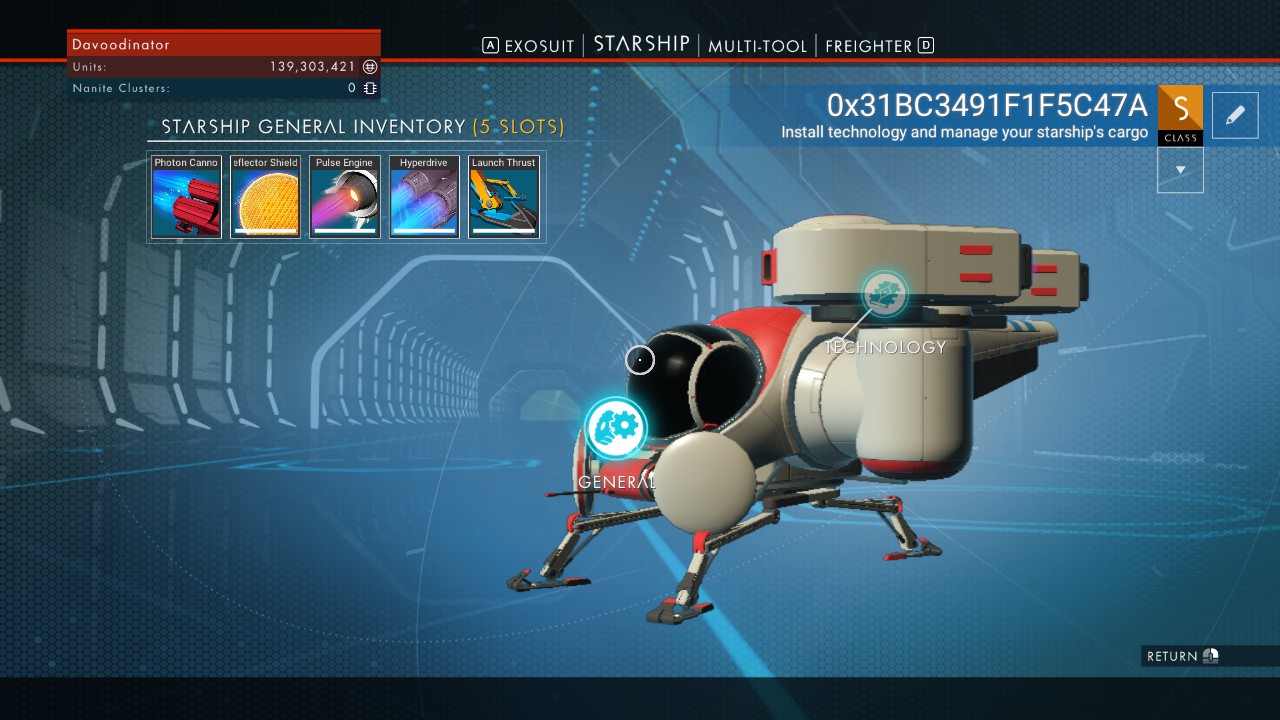 Davoodinator
Units: 139,303,421
Nanite Clusters: 0
A EXOSUIT STARSHIP MULTI-TOOL FREIGHTER D
STARSHIP GENERAL INVENTORY (5 SLOTS)
0x31BC3491F1F5C47A
Install technology and manage your starship's cargo
S
CLASS
Photon Canno eflector Shield Pulse Engine Hyperdrive Launch Thrust
TECHNOLOGY
GENERAL
RETURN